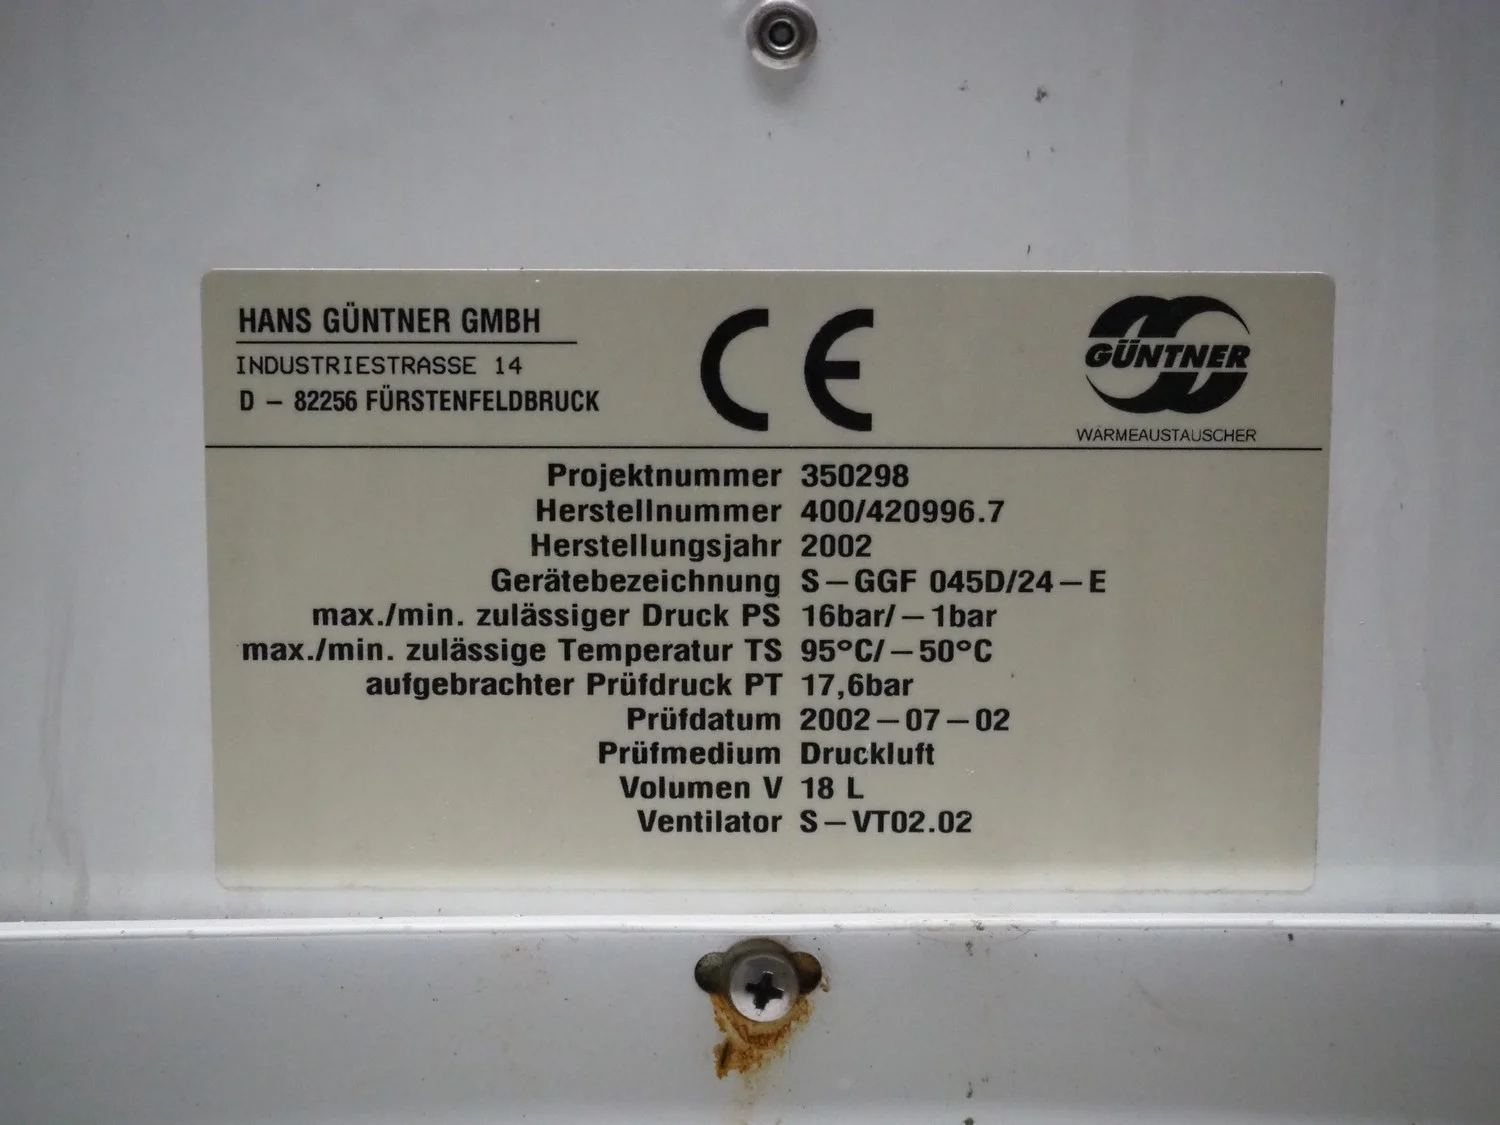 HANS GÜNTNER GMBH
INDUSTRIESTRASSE 14
D – 82256 FÜRSTENFELDBRUCK
CE
GÜNTNER
WÄRMEAUSTAUSCHER
Projektnummer 350298
Herstellnummer 400/420996.7
Herstellungsjahr 2002
Gerätebezeichnung S–GGF 045D/24–E
max./min. zulässiger Druck PS 16bar/–1bar
max./min. zulässige Temperatur TS 95°C/–50°C
aufgebrachter Prüfdruck PT 17,6bar
Prüfdatum 2002–07–02
Prüfmedium Druckluft
Volumen V 18 L
Ventilator S–VT02.02